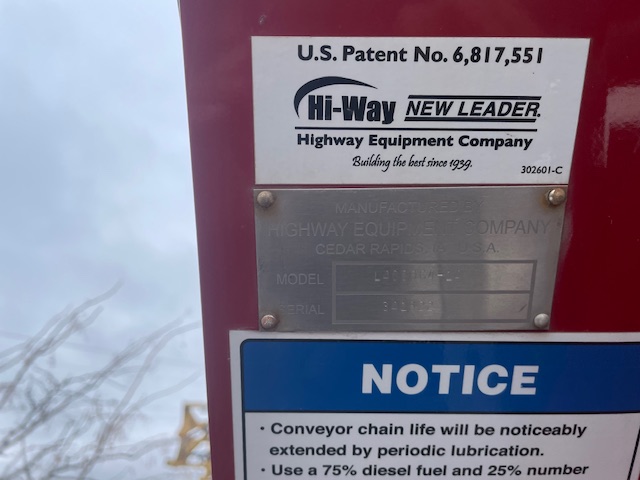 U.S. Patent No. 6,817,551
Hi-Way NEW LEADER.
Highway Equipment Company
Building the best since 1939.
302601-C
MANUFACTURED
HIGHWAY EQUIPMENT COMPANY
CEDAR RAPIDS U.S.A.
MODEL
SERIAL
NOTICE
· Conveyor chain life will be noticeably
extended by periodic lubrication.
· Use a 75% diesel fuel and 25% number